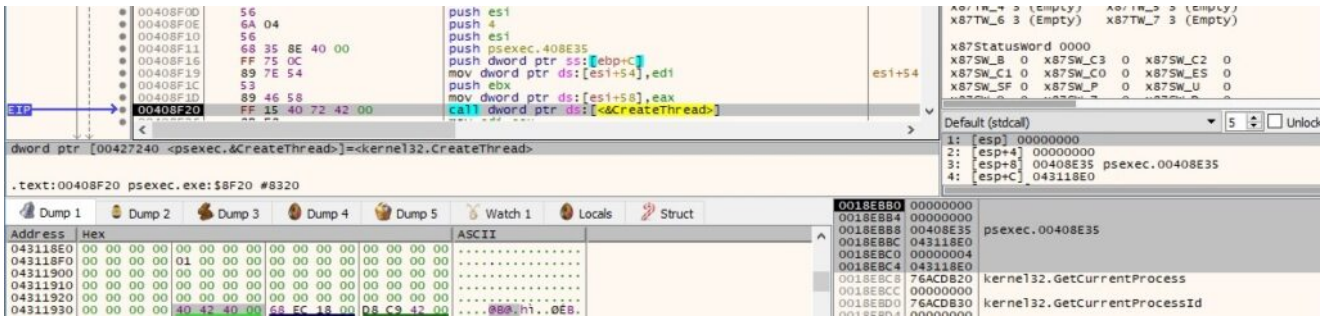 00408F0D 56 push esi
00408F0E 6A 04 push 4
00408F10 56 push esi
00408F11 68 35 8E 40 00 push psexec.408E35
00408F16 FF 75 0C push dword ptr ss:[ebp+C]
00408F19 89 7E 54 mov dword ptr ds:[esi+54],edi esi+54
00408F1C 53 push ebx
00408F1D 89 46 58 mov dword ptr ds:[esi+58],eax
EIP 00408F20 FF 15 40 72 42 00 call dword ptr ds:[<&CreateThread>]
x87TW_6 3 (Empty) x87TW_7 3 (Empty)
x87StatusWord 0000
x87SW_B 0 x87SW_C3 0 x87SW_C2 0
x87SW_C1 0 x87SW_C0 0 x87SW_ES 0
x87SW_SF 0 x87SW_P 0 x87SW_U 0
Default (stdcall) 5 Unlock
1: [esp] 00000000
2: [esp+4] 00000000
3: [esp+8] 00408E35 psexec.00408E35
4: [esp+C] 043118E0
dword ptr [00427240 <psexec.&CreateThread>]=<kernel32.CreateThread>
.text:00408F20 psexec.exe:$8F20 #8320
Dump 1 Dump 2 Dump 3 Dump 4 Dump 5 Watch 1 Locals Struct
Address Hex ASCII
043118E0 00 00 00 00 00 00 00 00 00 00 00 00 00 00 00 00 ................
043118F0 00 00 00 00 01 00 00 00 00 00 00 00 00 00 00 00 ................
04311900 00 00 00 00 00 00 00 00 00 00 00 00 00 00 00 00 ................
04311910 00 00 00 00 00 00 00 00 00 00 00 00 00 00 00 00 ................
04311920 00 00 00 00 00 00 00 00 00 00 00 00 00 00 00 00 ................
04311930 00 00 00 00 40 42 40 00 68 EC 18 00 D8 C9 42 00 ....@B@.hì..ØÉB.
0018EBB0 00000000
0018EBB4 00000000
0018EBB8 00408E35 psexec.00408E35
0018EBBC 043118E0
0018EBC0 00000004
0018EBC4 043118E0
0018EBC8 76ACDB20 kernel32.GetCurrentProcess
0018EBCC 00000000
0018EBD0 76ACDB30 kernel32.GetCurrentProcessId
0018EBD4 00000000